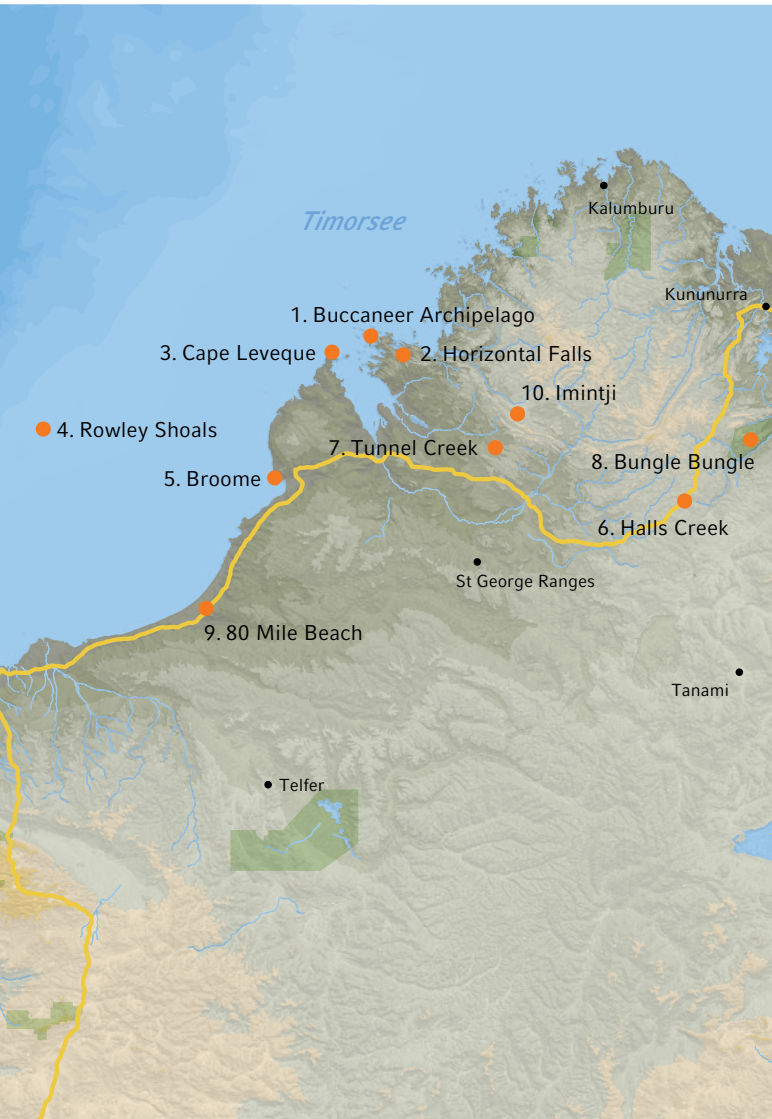 Kalumburu
Timorsee
Kununurra
1. Buccaneer Archipelago
3. Cape Leveque
2. Horizontal Falls
10. Imintji
4. Rowley Shoals
7. Tunnel Creek
8. Bungle Bungle
5. Broome
6. Halls Creek
St George Ranges
9. 80 Mile Beach
Tanami
Telfer